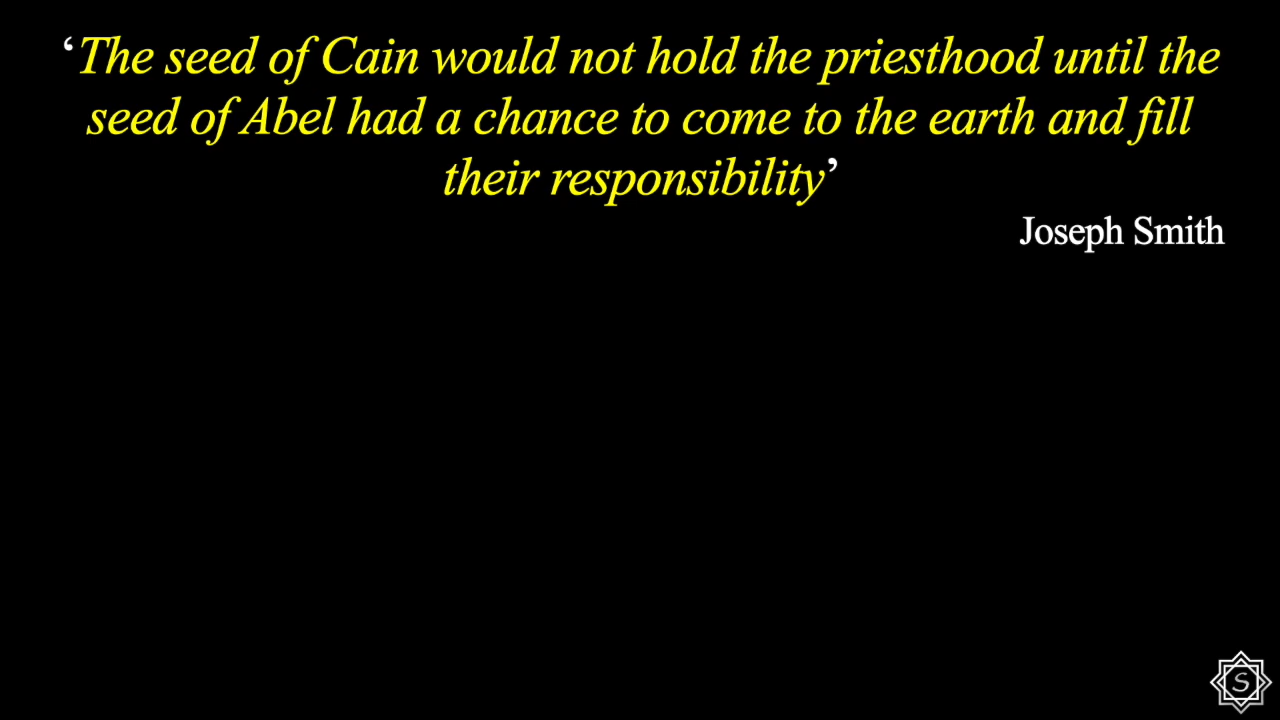 ‘The seed of Cain would not hold the priesthood until the
seed of Abel had a chance to come to the earth and fill
their responsibility’
Joseph Smith
S